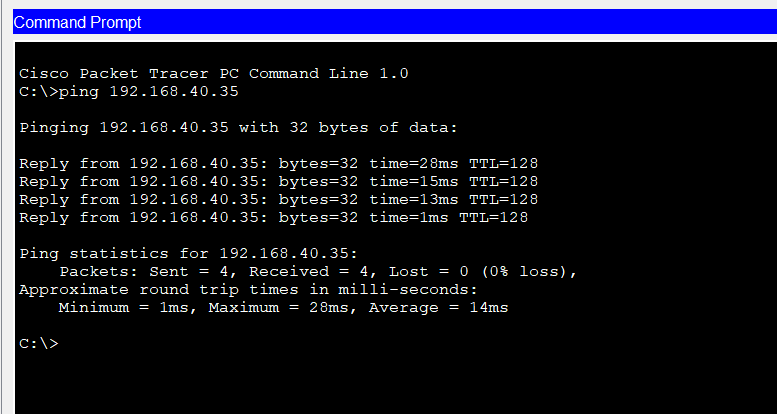 Command Prompt
Cisco Packet Tracer PC Command Line 1.0
C:\>ping 192.168.40.35
Pinging 192.168.40.35 with 32 bytes of data:
Reply from 192.168.40.35: bytes=32 time=28ms TTL=128
Reply from 192.168.40.35: bytes=32 time=15ms TTL=128
Reply from 192.168.40.35: bytes=32 time=13ms TTL=128
Reply from 192.168.40.35: bytes=32 time=1ms TTL=128
Ping statistics for 192.168.40.35:
    Packets: Sent = 4, Received = 4, Lost = 0 (0% loss),
Approximate round trip times in milli-seconds:
    Minimum = 1ms, Maximum = 28ms, Average = 14ms
C:\>